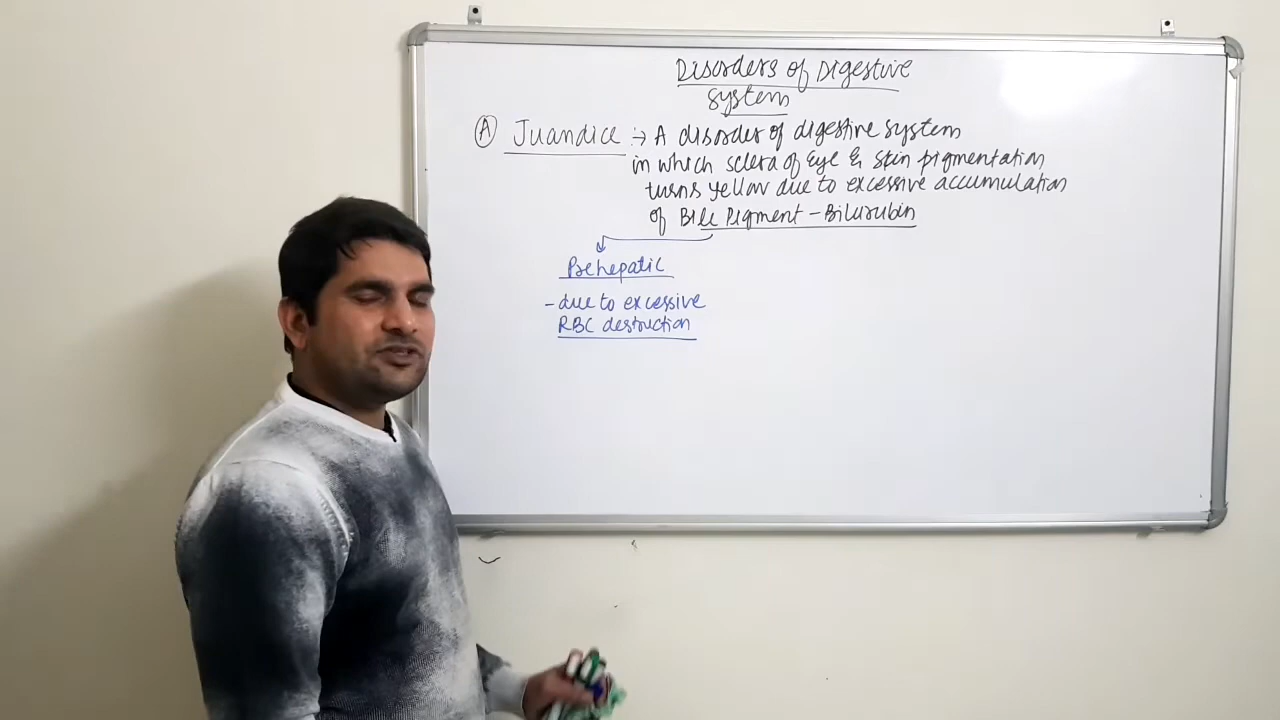 Disorders of Digestive
System
(A) Juandice :→ A disorder of digestive system
in which sclera of Eye & Skin pigmentation
turns yellow due to excessive accumulation
of Bile Pigment - Bilurubin
Prehepatic
- due to excessive
RBC destruction